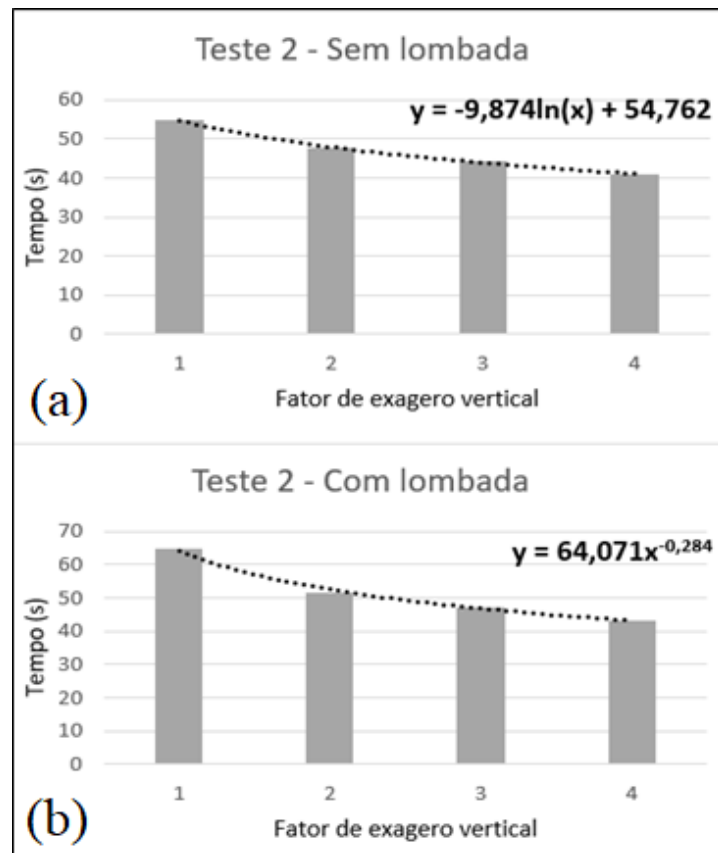 Teste 2 - Sem lombada
y = -9,874ln(x) + 54,762
Tempo (s)
60
50
40
30
20
10
0
1 2 3 4
Fator de exagero vertical
(a)
Teste 2 - Com lombada
y = 64,071x^-0,284
Tempo (s)
70
60
50
40
30
20
10
0
1 2 3 4
Fator de exagero vertical
(b)